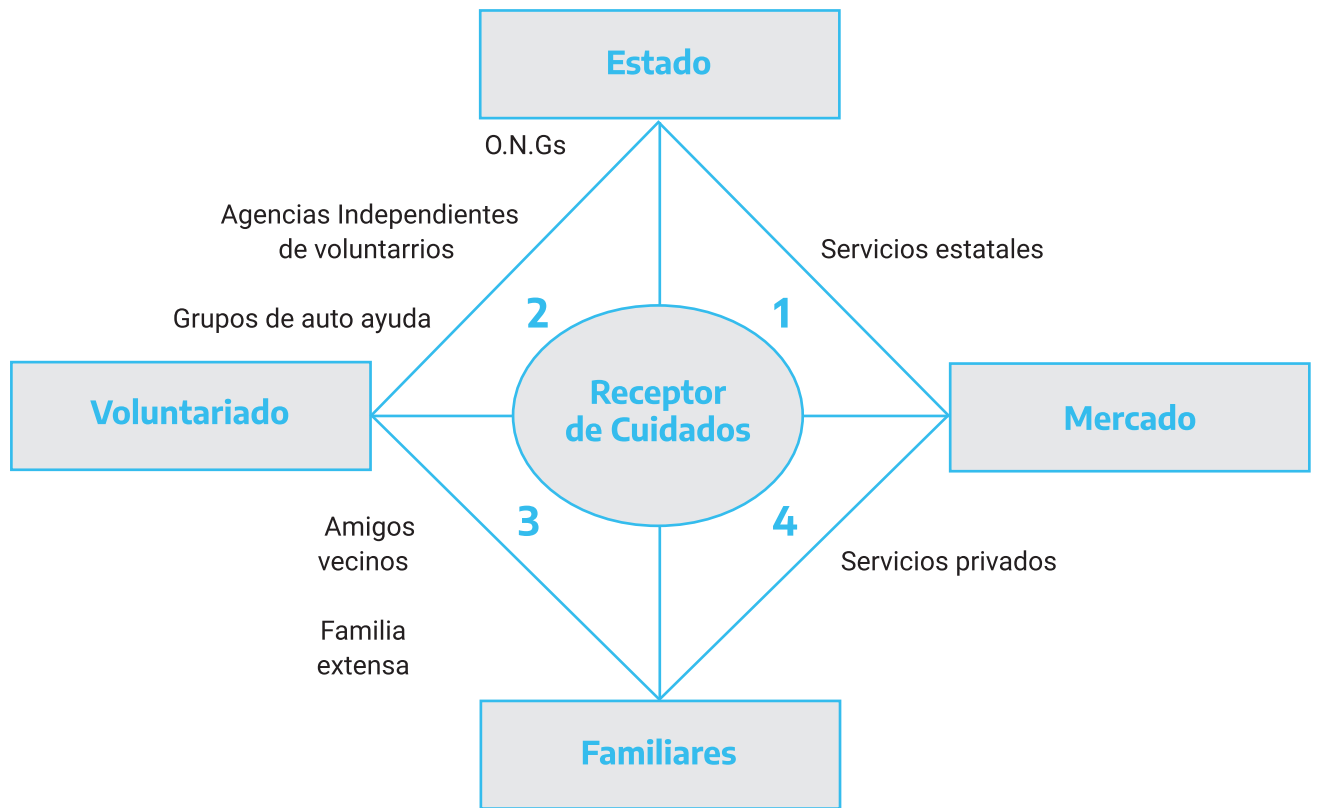 Estado
O.N.Gs
Agencias Independientes
de voluntarrios
Servicios estatales
Grupos de auto ayuda
2
1
Voluntariado
Receptor
de Cuidados
Mercado
3
4
Amigos
vecinos
Servicios privados
Familia
extensa
Familiares